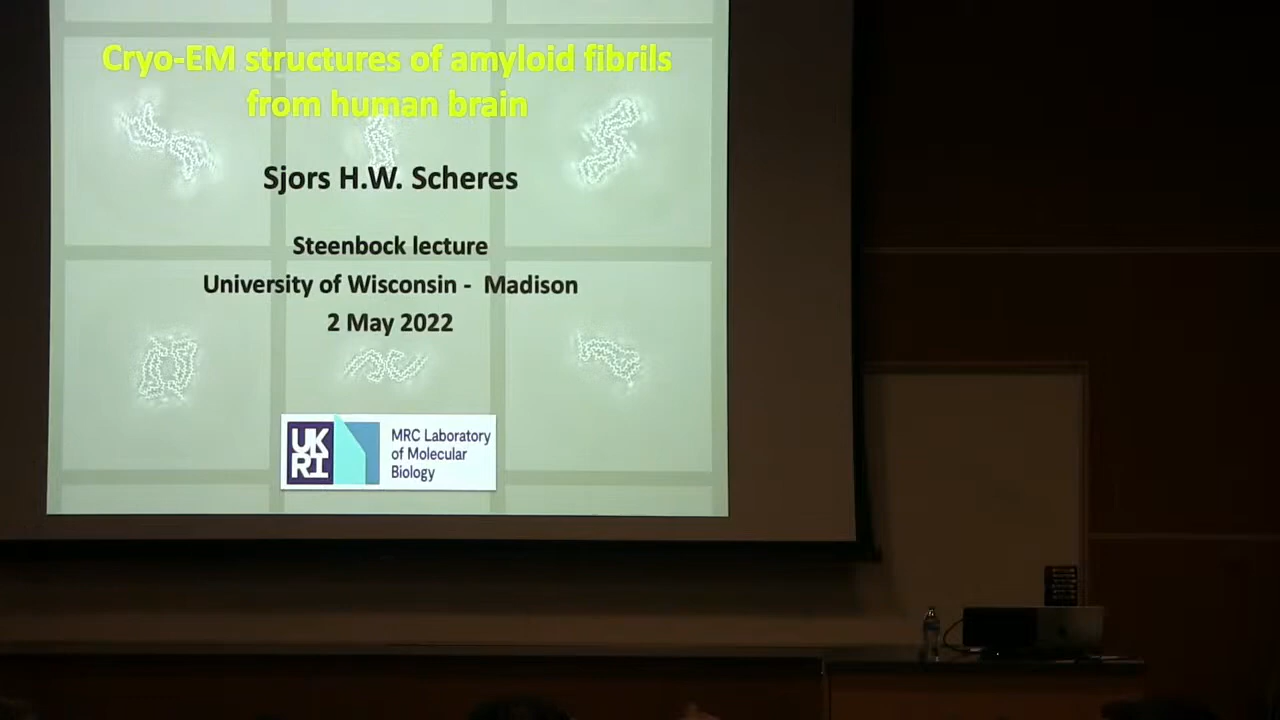 Cryo-EM structures of amyloid fibrils
from human brain
Sjors H.W. Scheres
Steenbock lecture
University of Wisconsin - Madison
2 May 2022
UK
RI
MRC Laboratory
of Molecular
Biology